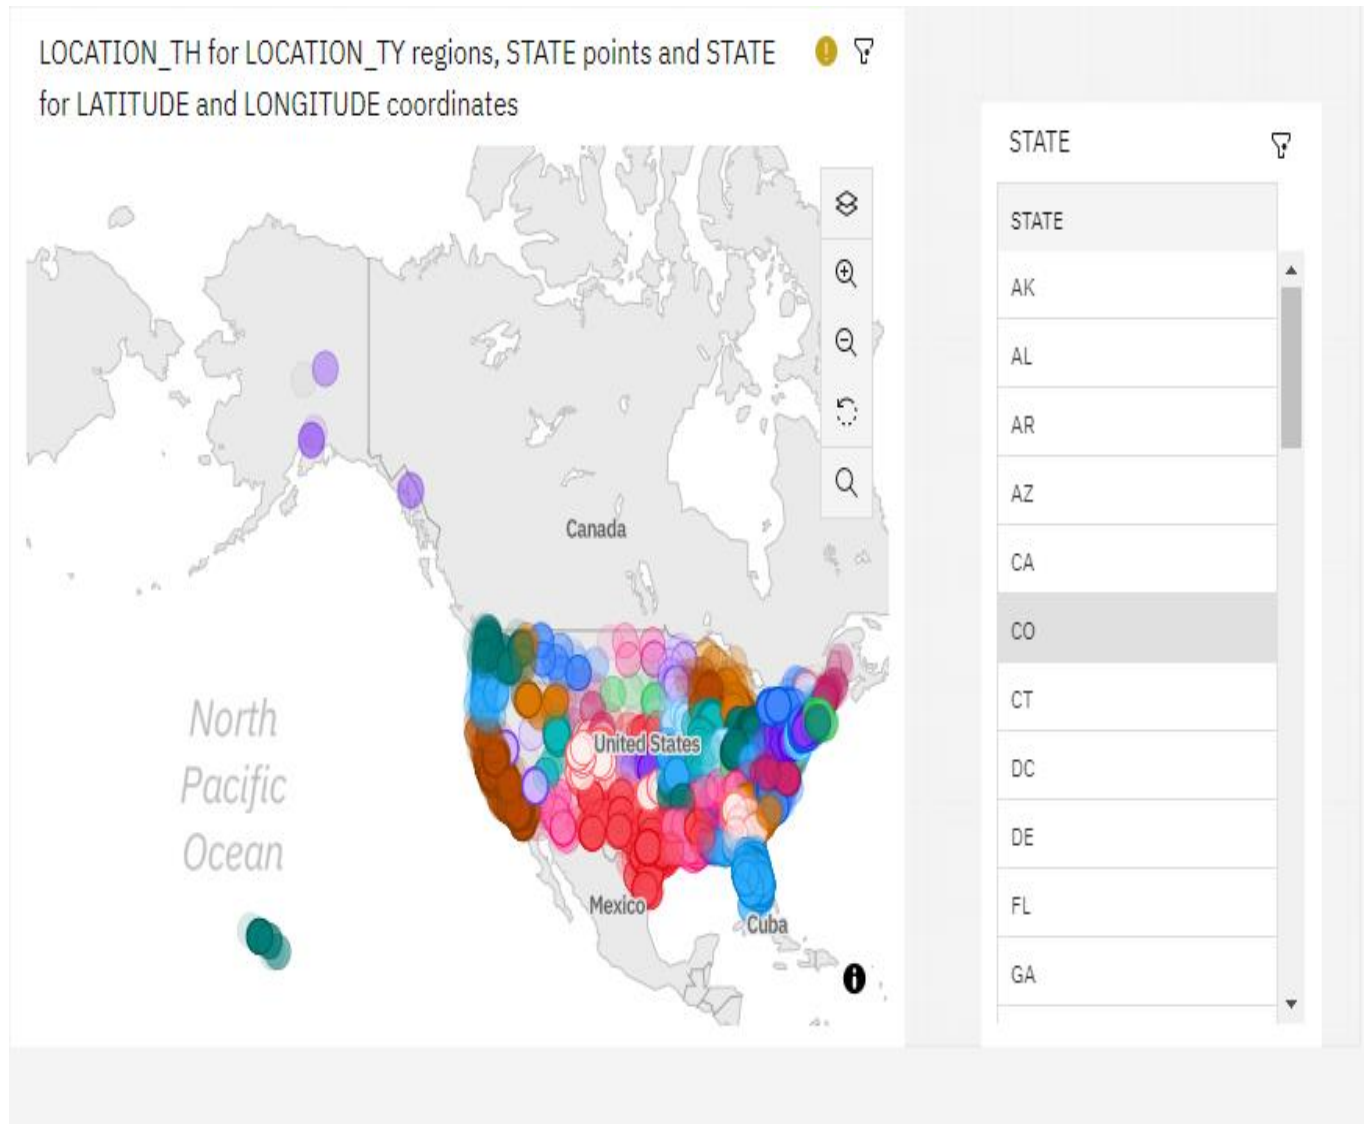 LOCATION_TH for LOCATION_TY regions, STATE points and STATE
for LATITUDE and LONGITUDE coordinates
Canada
North
Pacific
Ocean
United States
Mexico
Cuba
STATE
STATE
AK
AL
AR
AZ
CA
CO
CT
DC
DE
FL
GA